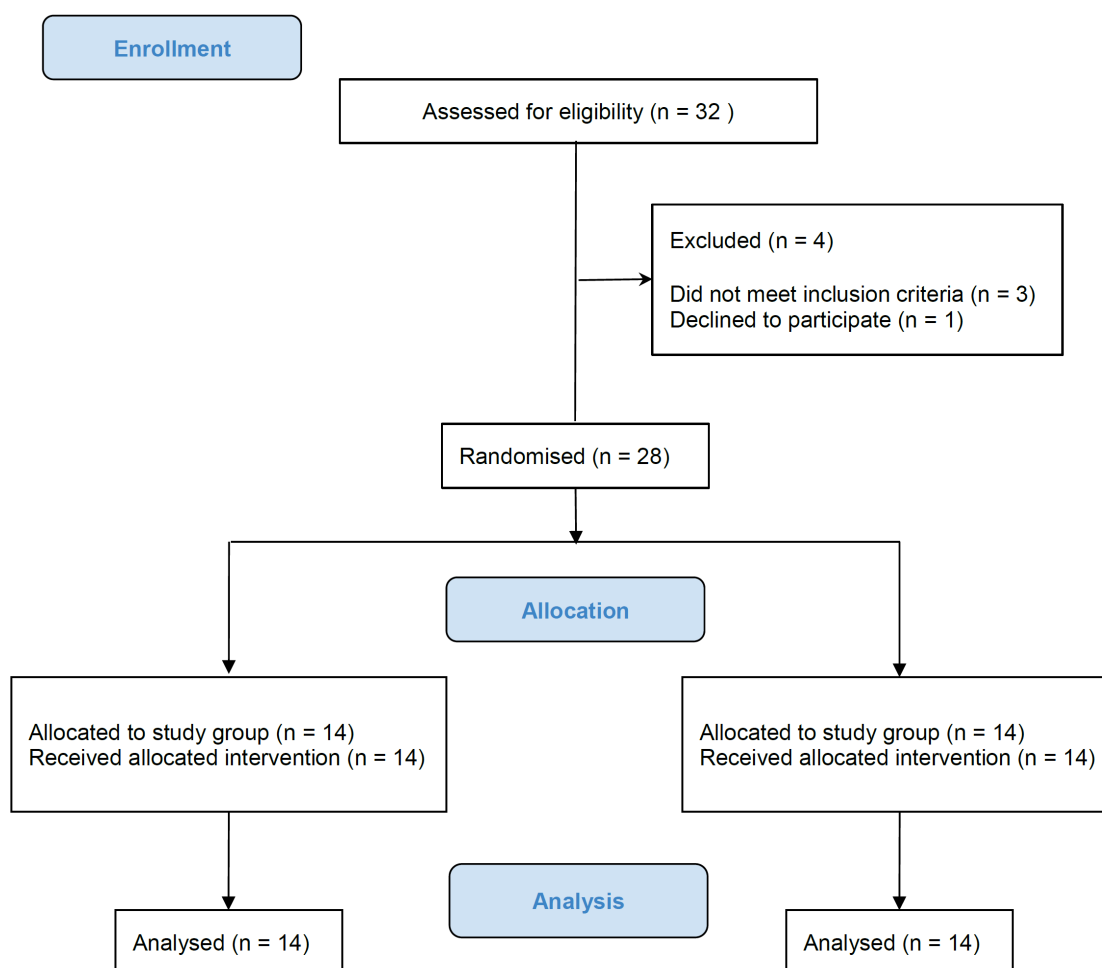 Enrollment
Assessed for eligibility (n = 32 )
Excluded (n = 4)
Did not meet inclusion criteria (n = 3)
Declined to participate (n = 1)
Randomised (n = 28)
Allocation
Allocated to study group (n = 14)
Received allocated intervention (n = 14)
Allocated to study group (n = 14)
Received allocated intervention (n = 14)
Analysis
Analysed (n = 14)
Analysed (n = 14)